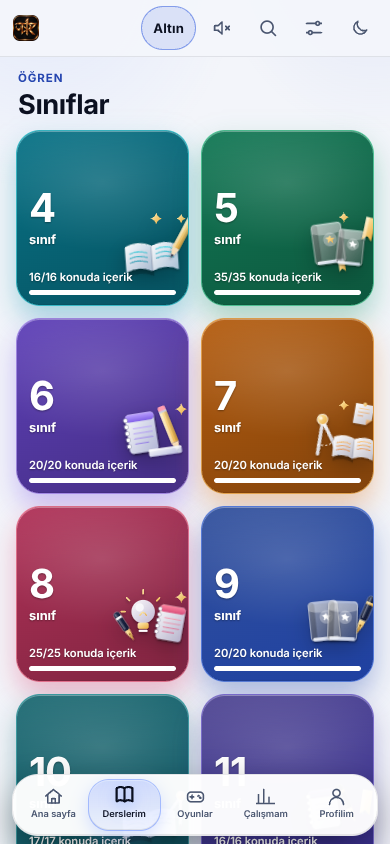 Altın
ÖĞREN
Sınıflar
4
sınıf
16/16 konuda içerik
5
sınıf
35/35 konuda içerik
6
sınıf
20/20 konuda içerik
7
sınıf
20/20 konuda içerik
8
sınıf
25/25 konuda içerik
9
sınıf
20/20 konuda içerik
10
11
Ana sayfa
Derslerim
Oyunlar
Çalışmam
Profilim
17/17 konuda içerik
16/16 konuda içerik